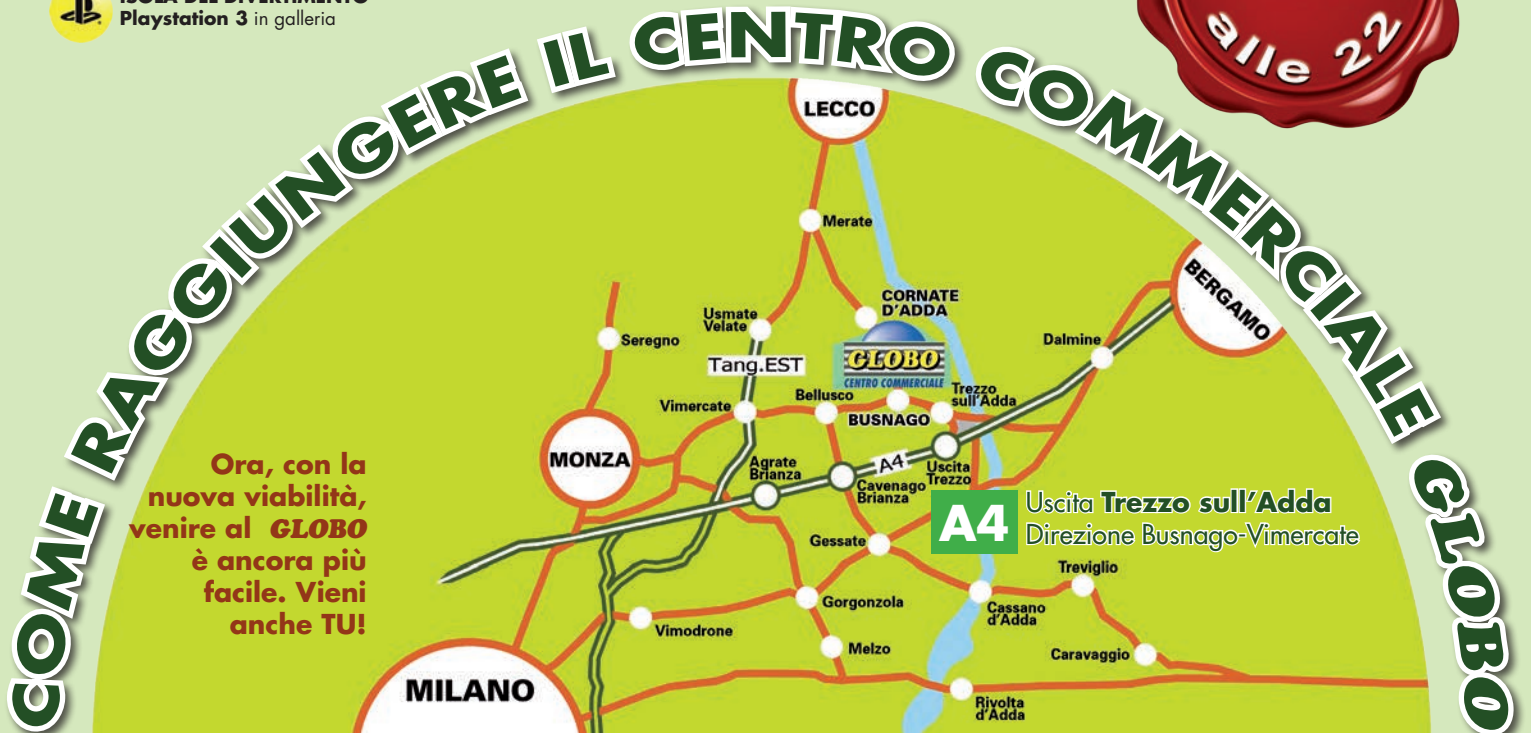 ISOLA DEL DIVERTIMENTO
Playstation 3 in galleria
alle 22
COME RAGGIUNGERE IL CENTRO COMMERCIALE GLOBO
LECCO
Merate
BERGAMO
CORNATE
D'ADDA
Usmate
Velate
Seregno
Dalmine
Tang.EST
GLOBO
CENTRO COMMERCIALE
Trezzo
sull'Adda
Bellusco
Vimercate
BUSNAGO
MONZA
A4
Agrate
Brianza
Uscita
Trezzo
Cavenago
Brianza
Ora, con la
nuova viabilità,
venire al GLOBO
è ancora più
facile. Vieni
anche TU!
A4
Uscita Trezzo sull'Adda
Direzione Busnago-Vimercate
Gessate
Treviglio
Gorgonzola
Cassano
d'Adda
Vimodrone
Melzo
Caravaggio
MILANO
Rivolta
d'Adda